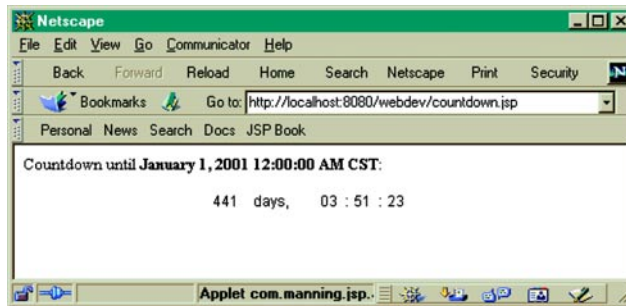 Netscape
File Edit View Go Communicator Help
Back Forward Reload Home Search Netscape Print Security N
Bookmarks Go to: http://localhost:8080/webdev/countdown.jsp
Personal News Search Docs JSP Book
Countdown until January 1, 2001 12:00:00 AM CST:
441 days, 03 : 51 : 23
Applet com.manning.jsp.